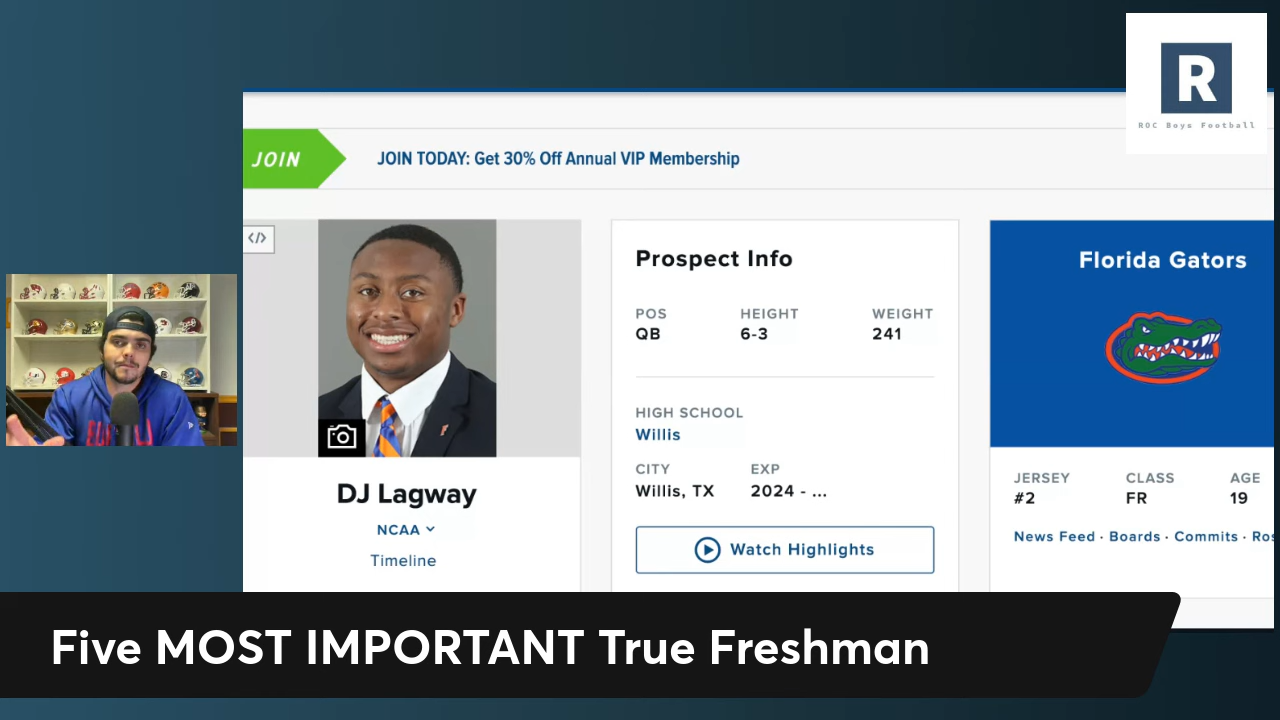 R
ROC Boys Football
JOIN
JOIN TODAY: Get 30% Off Annual VIP Membership
</>
DJ Lagway
NCAA
Timeline
Prospect Info
POS HEIGHT WEIGHT
QB 6-3 241
HIGH SCHOOL
Willis
CITY EXP
Willis, TX 2024 - ...
Watch Highlights
Florida Gators
JERSEY CLASS AGE
#2 FR 19
News Feed · Boards · Commits · Ros
Five MOST IMPORTANT True Freshman